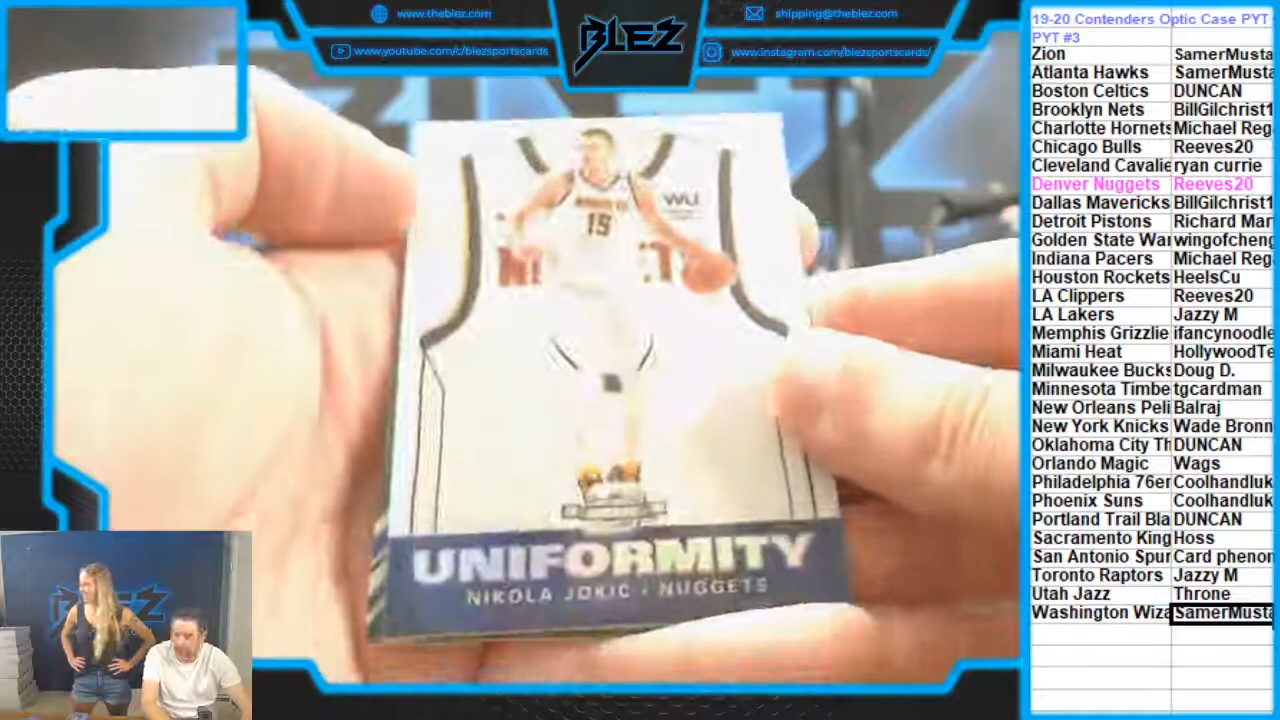 www.theblez.com
shipping@theblez.com
www.youtube.com/c/blezsportscards
BLEZ
www.instagram.com/blezsportscards/
19-20 Contenders Optic Case PYT
PYT #3
Zion SamerMusta
Atlanta Hawks SamerMusta
Boston Celtics DUNCAN
Brooklyn Nets BillGilchrist1
Charlotte Hornets Michael Reg
Chicago Bulls Reeves20
Cleveland Cavalie ryan currie
Denver Nuggets Reeves20
Dallas Mavericks BillGilchrist1
Detroit Pistons Richard Mar
Golden State War wingofcheng
Indiana Pacers Michael Reg
Houston Rockets HeelsCu
LA Clippers Reeves20
LA Lakers Jazzy M
Memphis Grizzlie ifancynoodle
Miami Heat HollywoodTe
Milwaukee Bucks Doug D.
Minnesota Timbe tgcardman
New Orleans Peli Balraj
New York Knicks Wade Bronn
Oklahoma City Th DUNCAN
Orlando Magic Wags
Philadelphia 76er Coolhandluk
Phoenix Suns Coolhandluk
Portland Trail Bla DUNCAN
Sacramento King Hoss
San Antonio Spur Card phenon
Toronto Raptors Jazzy M
Utah Jazz Throne
Washington Wiza SamerMusta
15
UNIFORMITY
NIKOLA JOKIC · NUGGETS
BLEZ